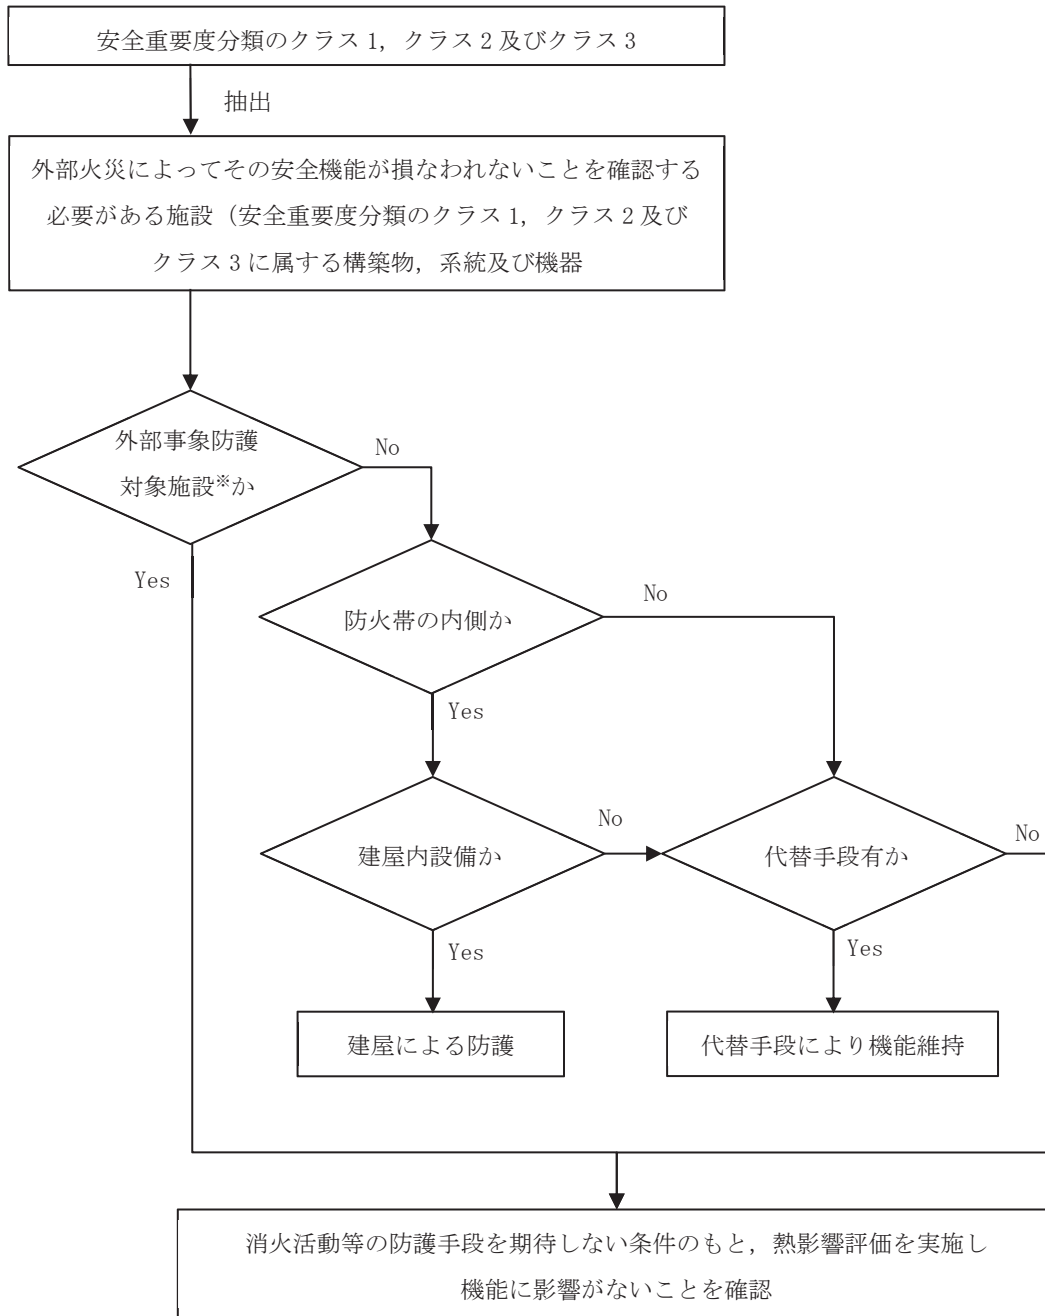 安全重要度分類のクラス1，クラス2及びクラス3
抽出
外部火災によってその安全機能が損なわれないことを確認する
必要がある施設（安全重要度分類のクラス1，クラス2及び
クラス3に属する構築物，系統及び機器
外部事象防護
対象施設※か
No
Yes
防火帯の内側か
No
Yes
建屋内設備か
No
代替手段有か
No
Yes
Yes
建屋による防護
代替手段により機能維持
消火活動等の防護手段を期待しない条件のもと，熱影響評価を実施し
機能に影響がないことを確認